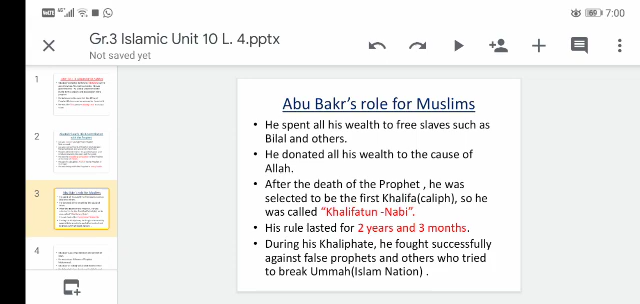 VoLTE 4G 69 7:00
Gr.3 Islamic Unit 10 L. 4.pptx
Not saved yet
1
2
3
4
Abu Bakr's role for Muslims
• He spent all his wealth to free slaves such as
Bilal and others.
• He donated all his wealth to the cause of
Allah.
• After the death of the Prophet , he was
selected to be the first Khalifa(caliph), so he
was called “Khalifatun -Nabi”.
• His rule lasted for 2 years and 3 months.
• During his Khaliphate, he fought successfully
against false prophets and others who tried
to break Ummah(Islam Nation) .